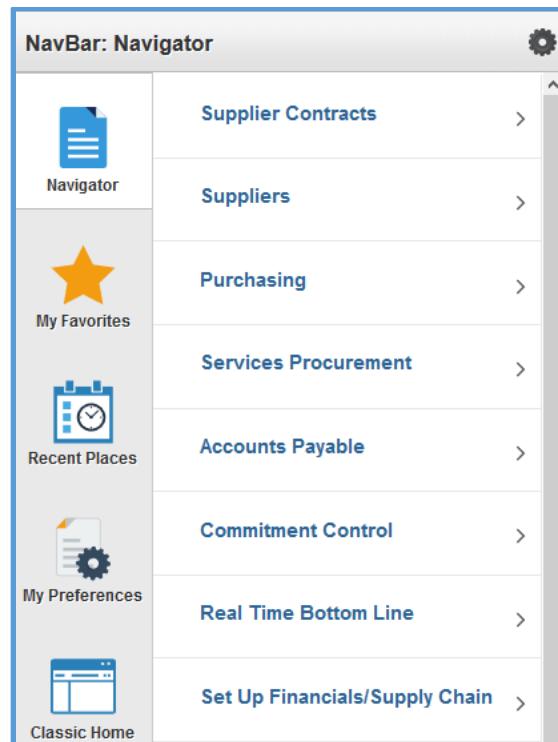 NavBar: Navigator
Navigator
My Favorites
Recent Places
My Preferences
Classic Home
Supplier Contracts
Suppliers
Purchasing
Services Procurement
Accounts Payable
Commitment Control
Real Time Bottom Line
Set Up Financials/Supply Chain